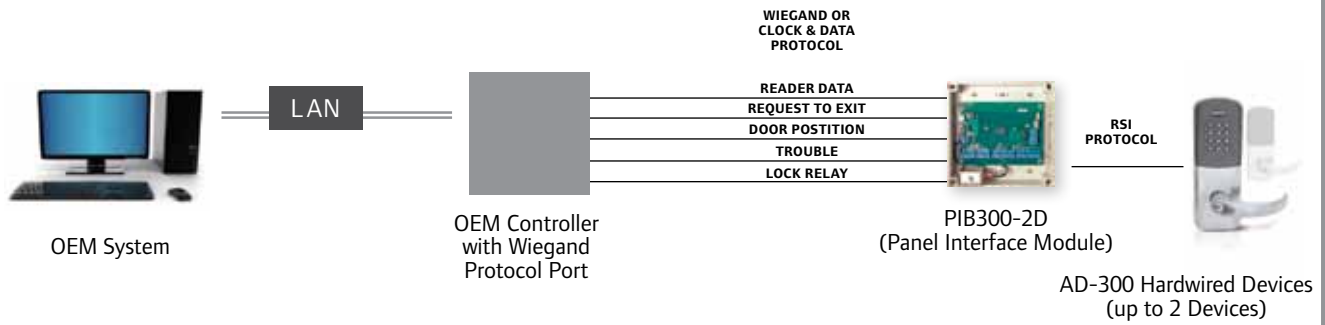 WIEGAND OR
CLOCK & DATA
PROTOCOL
LAN
READER DATA
REQUEST TO EXIT
DOOR POSTITION
TROUBLE
LOCK RELAY
RSI
PROTOCOL
OEM System
OEM Controller
with Wiegand
Protocol Port
PIB300-2D
(Panel Interface Module)
AD-300 Hardwired Devices
(up to 2 Devices)